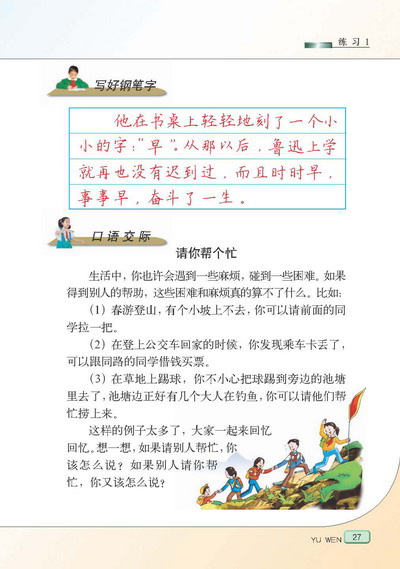 练习1
写好钢笔字
他在书桌上轻轻地刻了一个小
小的字：“早”。从那以后，鲁迅上学
就再也没有迟到过，而且时时早，
事事早，奋斗了一生。
口语交际
请你帮个忙
生活中，你也许会遇到一些麻烦，碰到一些困难。如果
得到别人的帮助，这些困难和麻烦真的算不了什么。比如：
（1）春游登山，有个小坡上不去，你可以请前面的同
学拉一把。
（2）在登上公交车回家的时候，你发现乘车卡丢了，
可以跟同路的同学借钱买票。
（3）在草地上踢球，你不小心把球踢到旁边的池塘
里去了，池塘边正好有几个大人在钓鱼，你可以请他们帮
忙捞上来。
这样的例子太多了，大家一起来回忆
回忆。想一想，如果请别人帮忙，你
该怎么说？如果别人请你帮
忙，你又该怎么说？
YU WEN 27